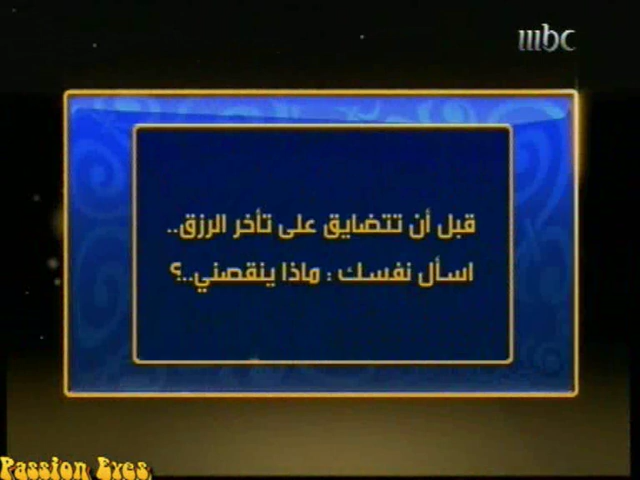 mbc
قبل أن تتضايق على تأخر الرزق..
اسأل نفسك : ماذا ينقصني..؟
Passion Eyes